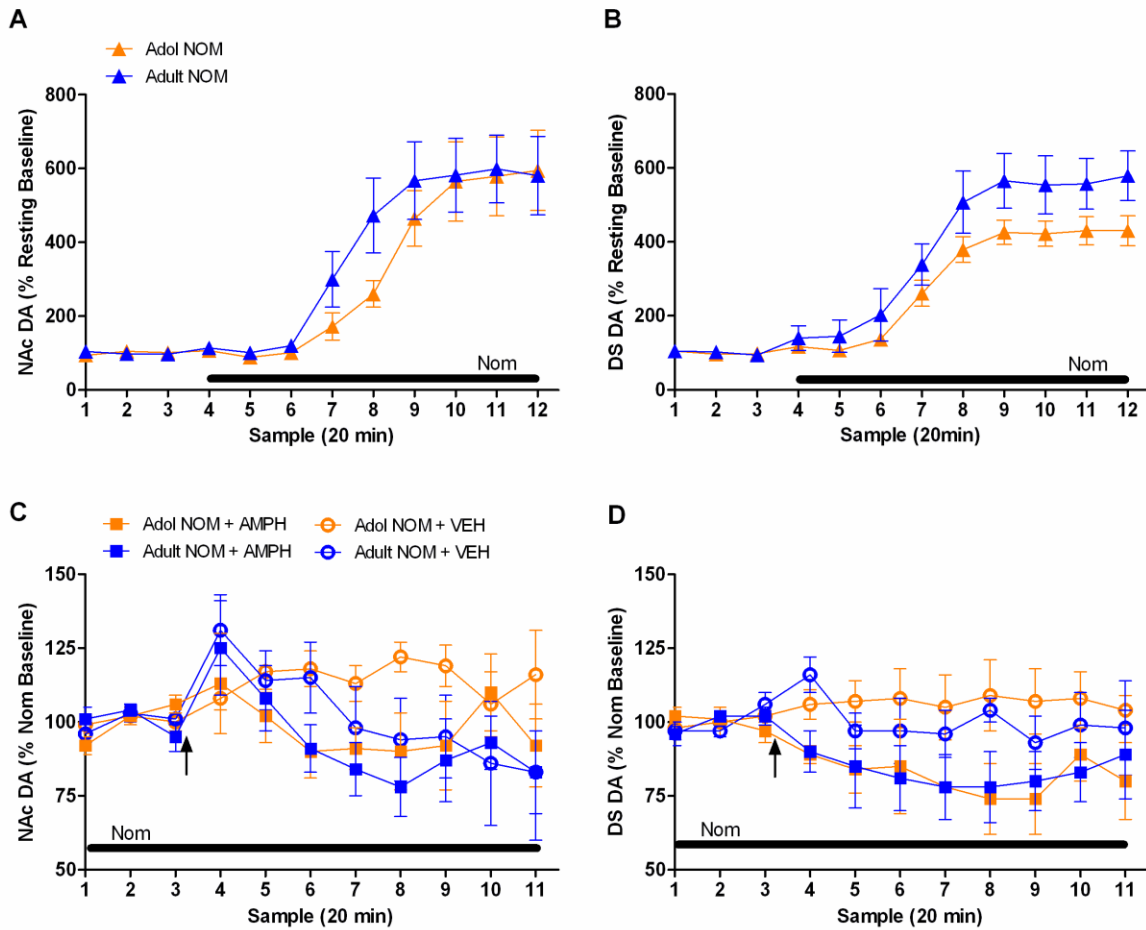 A
Adol NOM
Adult NOM
NAc DA (% Resting Baseline)
800
600
400
200
0
Nom
1 2 3 4 5 6 7 8 9 10 11 12
Sample (20 min)
B
DS DA (% Resting Baseline)
800
600
400
200
0
Nom
1 2 3 4 5 6 7 8 9 10 11 12
Sample (20min)
C
Adol NOM + AMPH Adol NOM + VEH
Adult NOM + AMPH Adult NOM + VEH
NAc DA (% Nom Baseline)
150
125
100
75
50
Nom
1 2 3 4 5 6 7 8 9 10 11
Sample (20 min)
D
DS DA (% Nom Baseline)
150
125
100
75
50
Nom
1 2 3 4 5 6 7 8 9 10 11
Sample (20 min)